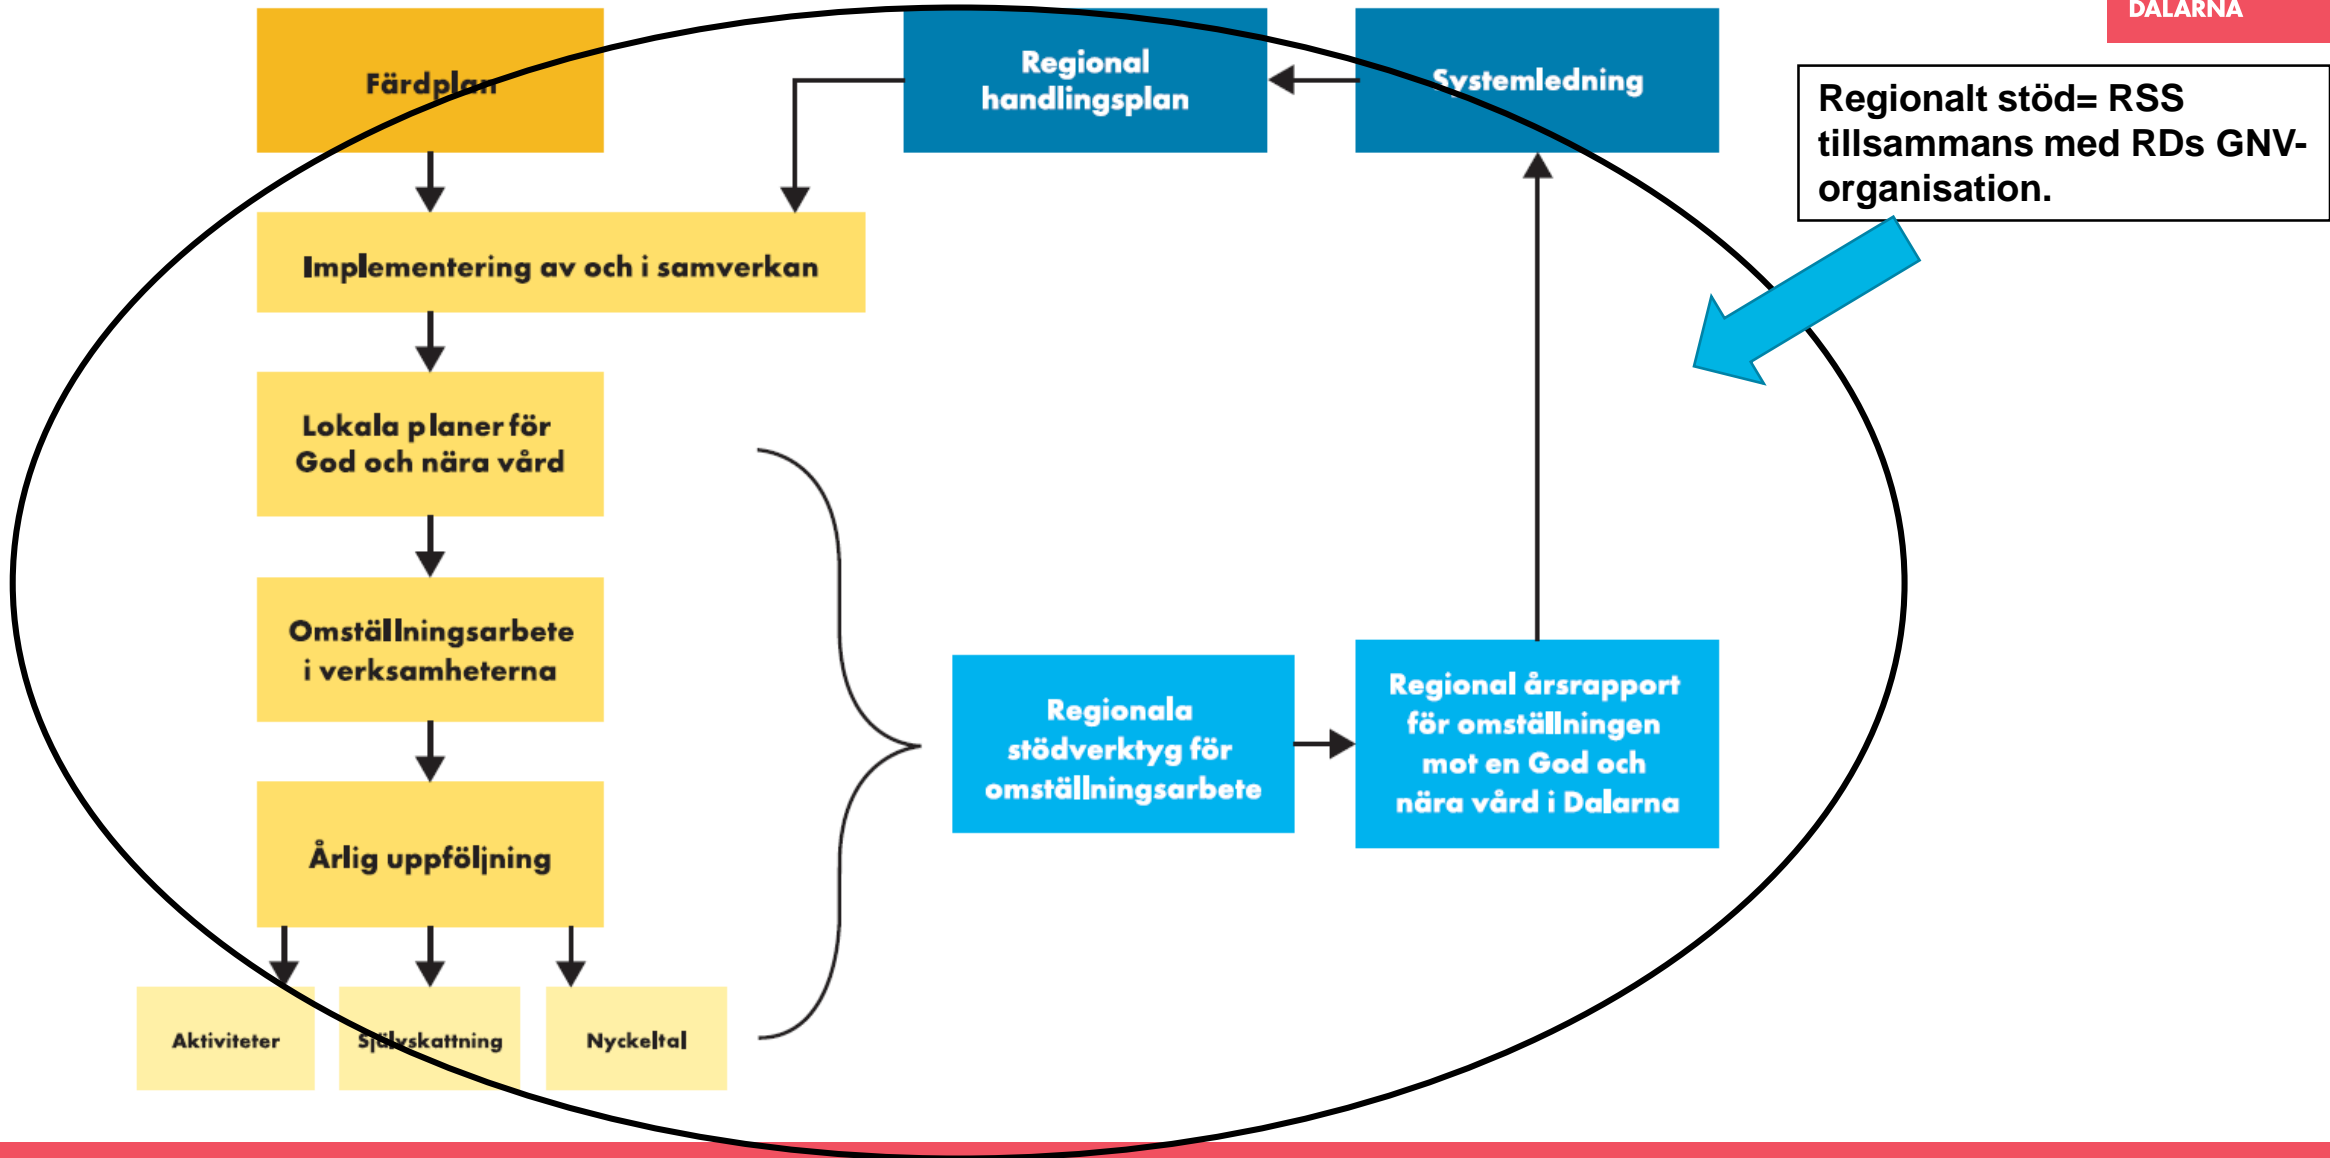 DALARNA
Färdplan
Regional
handlingsplan
Systemledning
Regionalt stöd= RSS
tillsammans med RDs GNV-
organisation.
Implementering av och i samverkan
Lokala planer för
God och nära vård
Omställningsarbete
i verksamheterna
Regionala
stödverktyg för
omställningsarbete
Regional årsrapport
för omställningen
mot en God och
nära vård i Dalarna
Årlig uppföljning
Aktiviteter
Självskattning
Nyckeltal